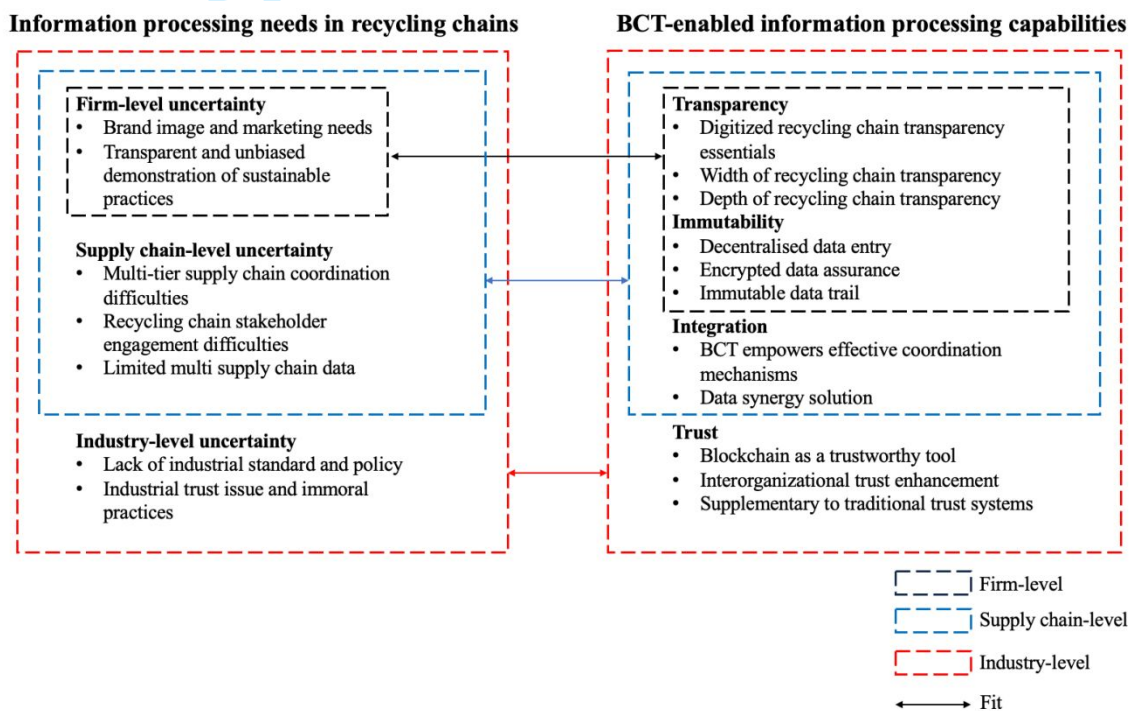 Information processing needs in recycling chains
Firm-level uncertainty
• Brand image and marketing needs
• Transparent and unbiased
demonstration of sustainable
practices
Supply chain-level uncertainty
• Multi-tier supply chain coordination
difficulties
• Recycling chain stakeholder
engagement difficulties
• Limited multi supply chain data
Industry-level uncertainty
• Lack of industrial standard and policy
• Industrial trust issue and immoral
practices
BCT-enabled information processing capabilities
Transparency
• Digitized recycling chain transparency
essentials
• Width of recycling chain transparency
• Depth of recycling chain transparency
Immutability
• Decentralised data entry
• Encrypted data assurance
• Immutable data trail
Integration
• BCT empowers effective coordination
mechanisms
• Data synergy solution
Trust
• Blockchain as a trustworthy tool
• Interorganizational trust enhancement
• Supplementary to traditional trust systems
Firm-level
Supply chain-level
Industry-level
Fit